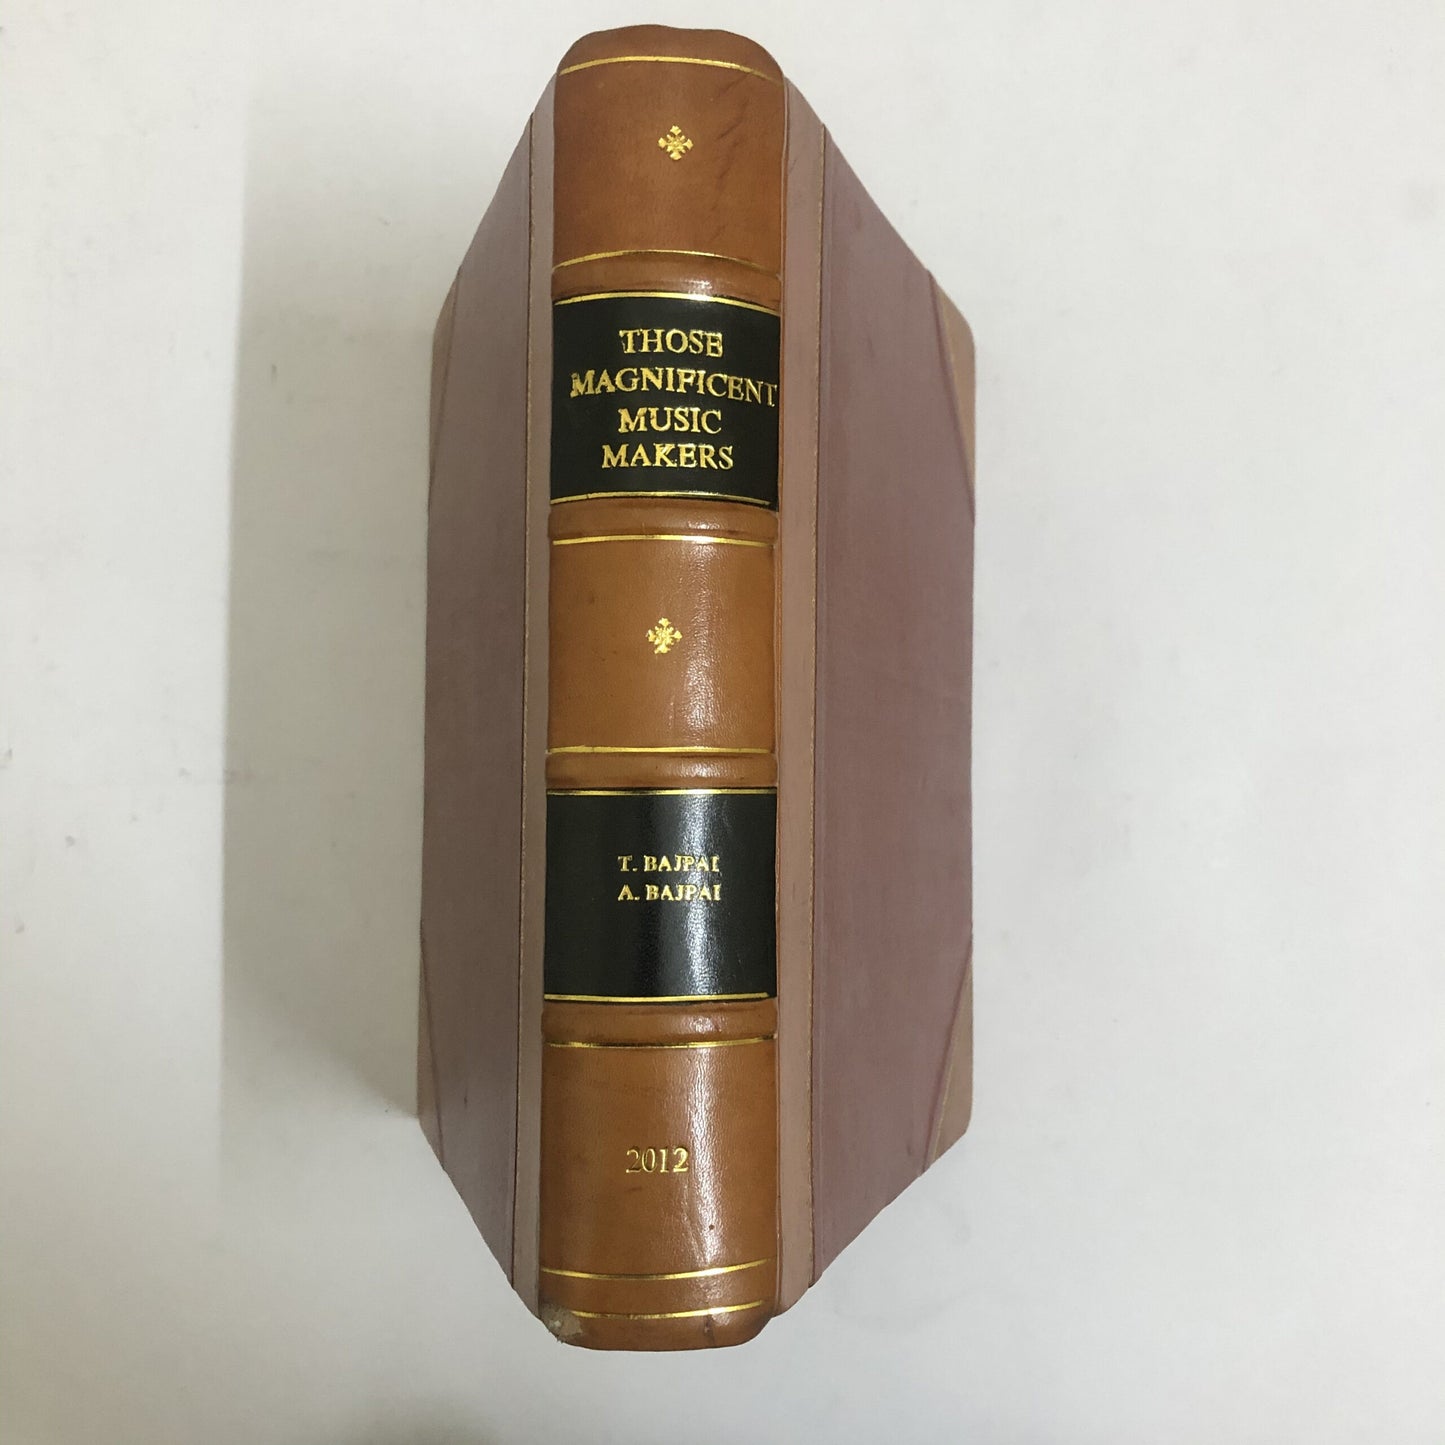 THOSE
MAGNIFICENT
MUSIC
MAKERS
T. BAJPAI
A. BAJPAI
2012